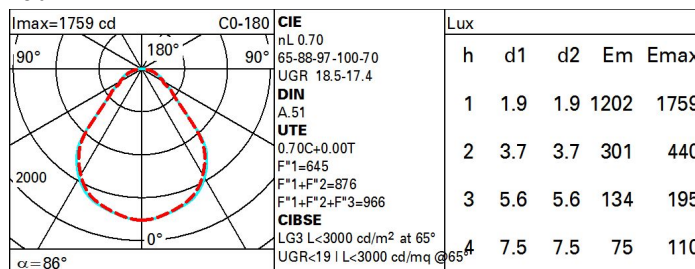 Imax=1759 cd C0-180
90° 180° 90°
2000
0°
α=86°
CIE
nL 0.70
65-88-97-100-70
UGR 18.5-17.4
DIN
A.51
UTE
0.70C+0.00T
F"1=645
F"1+F"2=876
F"1+F"2+F"3=966
CIBSE
LG3 L<3000 cd/m² at 65°
UGR<19 | L<3000 cd/mq @65°
Lux
h d1 d2 Em Emax
1 1.9 1.9 1202 1759
2 3.7 3.7 301 440
3 5.6 5.6 134 195
4 7.5 7.5 75 110